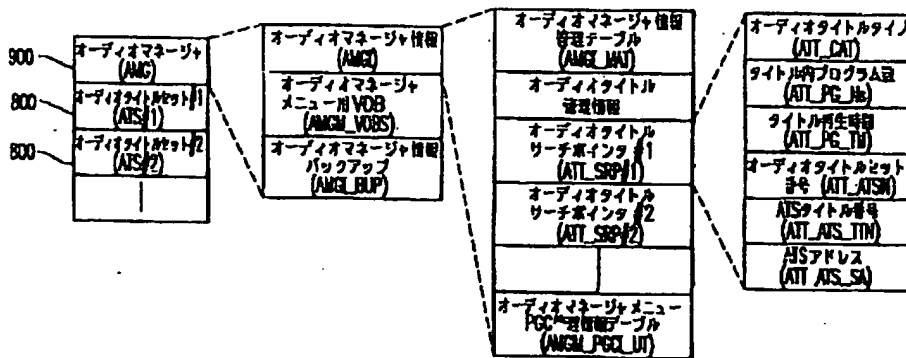 900
オーディオマネージャ
(AMG)
800
オーディオタイトルセット#1
(ATS#1)
800
オーディオタイトルセット#2
(ATS#2)
オーディオマネージャ情報
(AMGI)
オーディオマネージャ
メニュー用VOB
(AMGM_VOBS)
オーディオマネージャ情報
バックアップ
(AMGI_BUP)
オーディオマネージャ情報
管理テーブル
(AMGI_MAT)
オーディオタイトル
管理情報
オーディオタイトル
サーチポインタ#1
(ATT_SRP#1)
オーディオタイトル
サーチポインタ#2
(ATT_SRP#2)
オーディオマネージャメニュー
PGC管理情報テーブル
(AMGM_PGCI_UT)
オーディオタイトルタイプ
(ATT_CAT)
タイトル内プログラム数
(ATT_PG_Ns)
タイトル再生時間
(ATT_PG_TM)
オーディオタイトルセット
番号 (ATT_ATSN)
ATSタイトル番号
(ATT_ATS_TTN)
ATSアドレス
(ATT_ATS_SA)